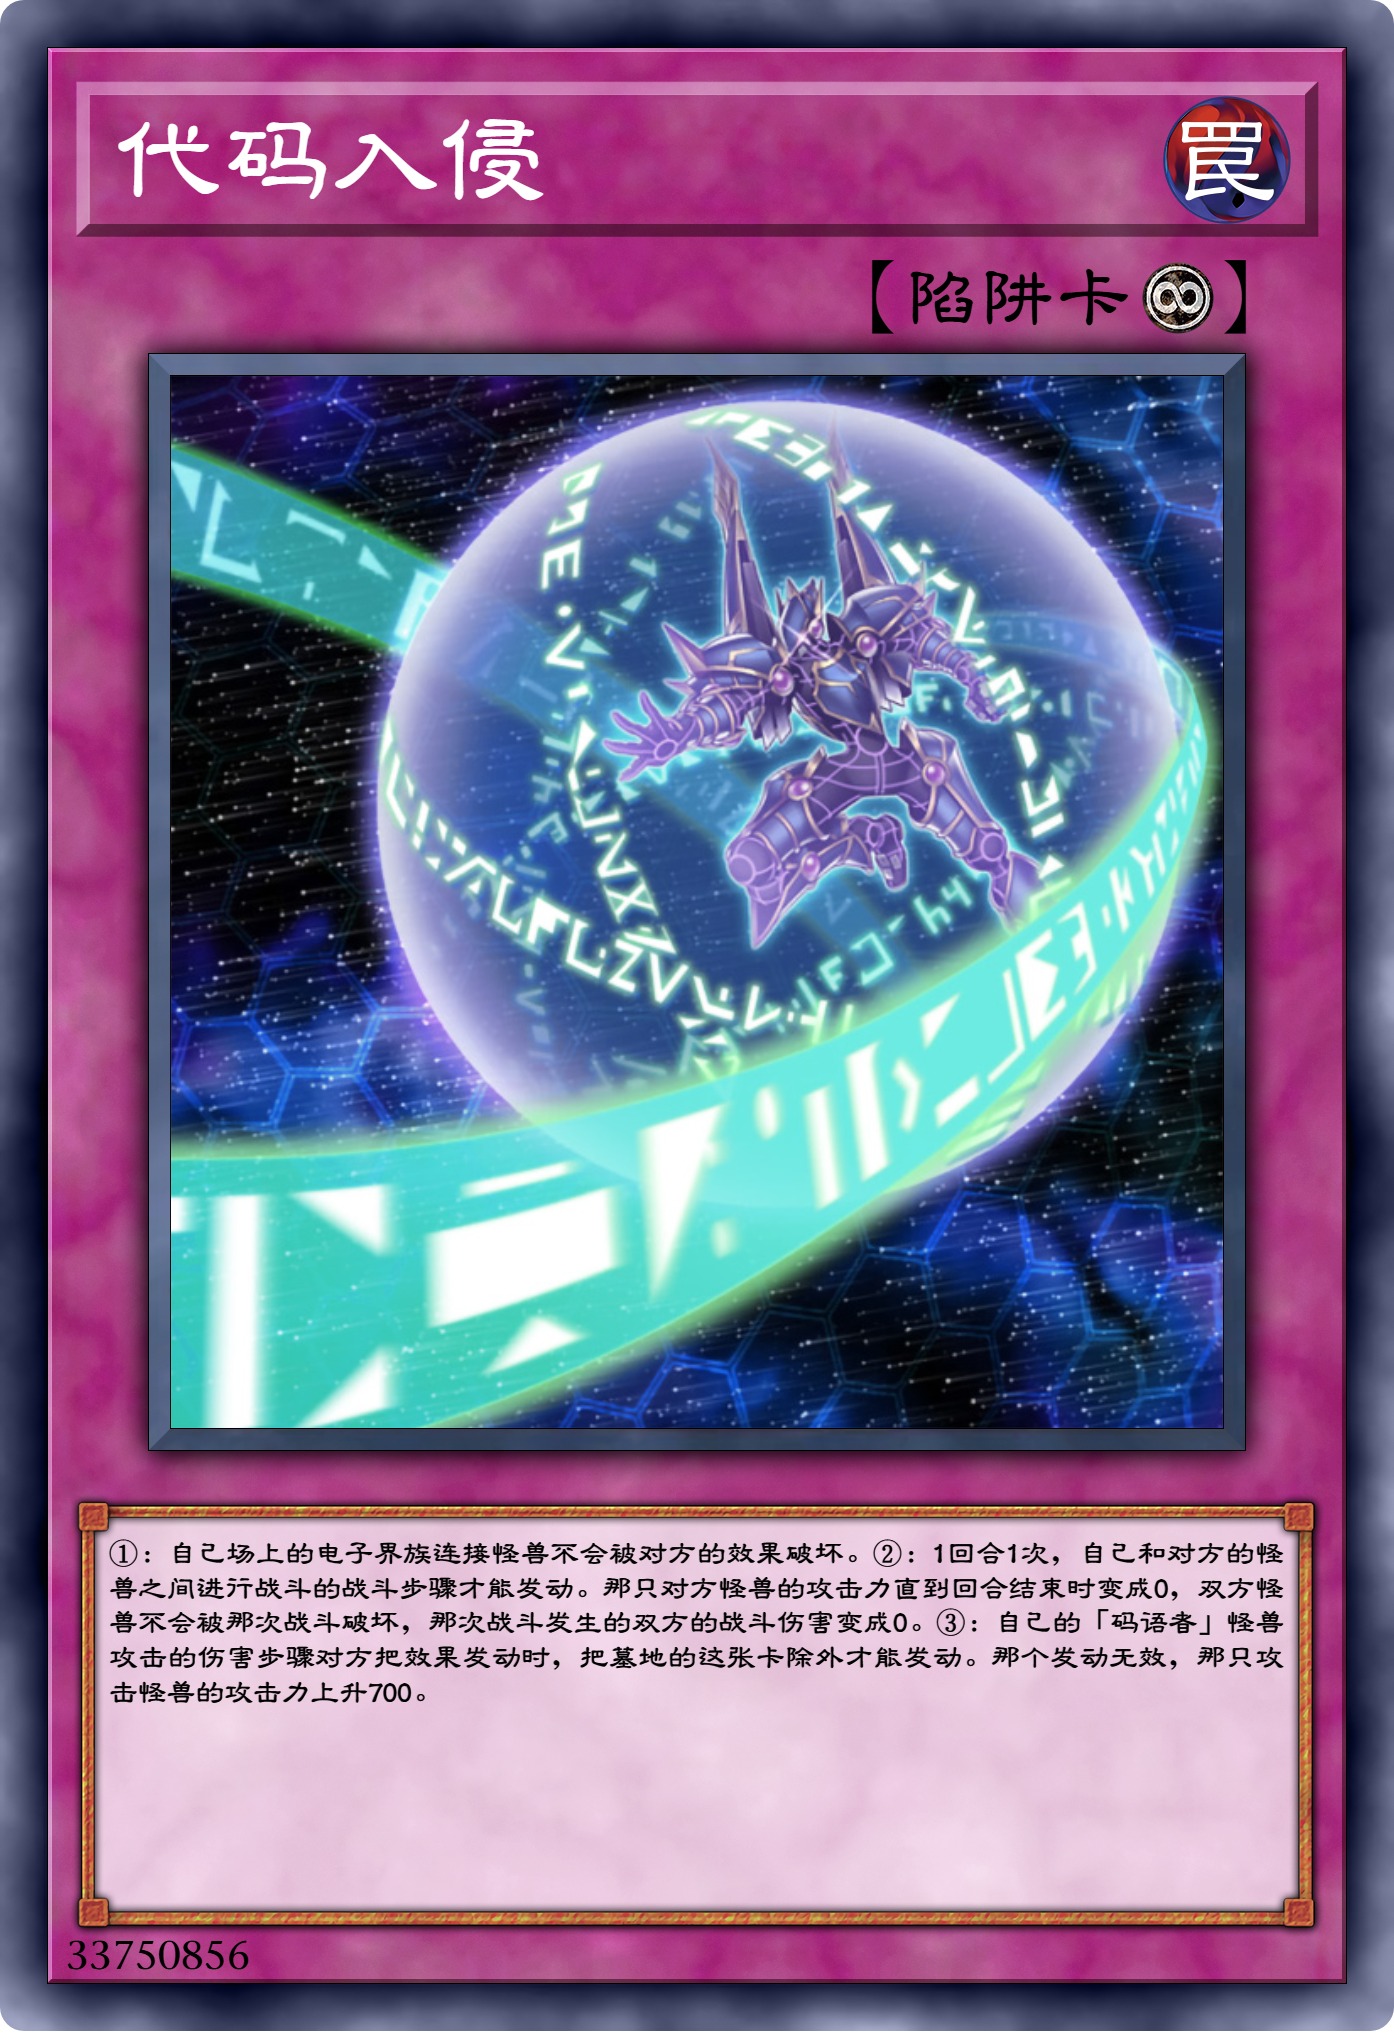 代码入侵
罠
【陷阱卡】
①：自己场上的电子界族连接怪兽不会被对方的效果破坏。②：1回合1次，自己和对方的怪
兽之间进行战斗的战斗步骤才能发动。那只对方怪兽的攻击力直到回合结束时变成0，双方怪
兽不会被那次战斗破坏，那次战斗发生的双方的战斗伤害变成0。③：自己的「码语者」怪兽
攻击的伤害步骤对方把效果发动时，把墓地的这张卡除外才能发动。那个发动无效，那只攻
击怪兽的攻击力上升700。
33750856